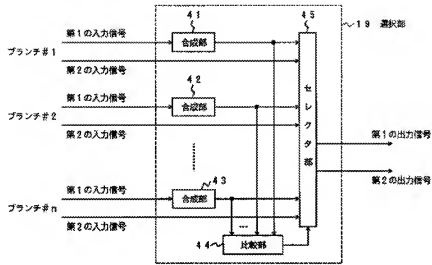 41
45
19 選択部
ブランチ#1
第1の入力信号
合成部
第2の入力信号
42
ブランチ#2
第1の入力信号
合成部
第2の入力信号
セレクタ部
第1の出力信号
第2の出力信号
43
ブランチ#n
第1の入力信号
合成部
第2の入力信号
44
比較部